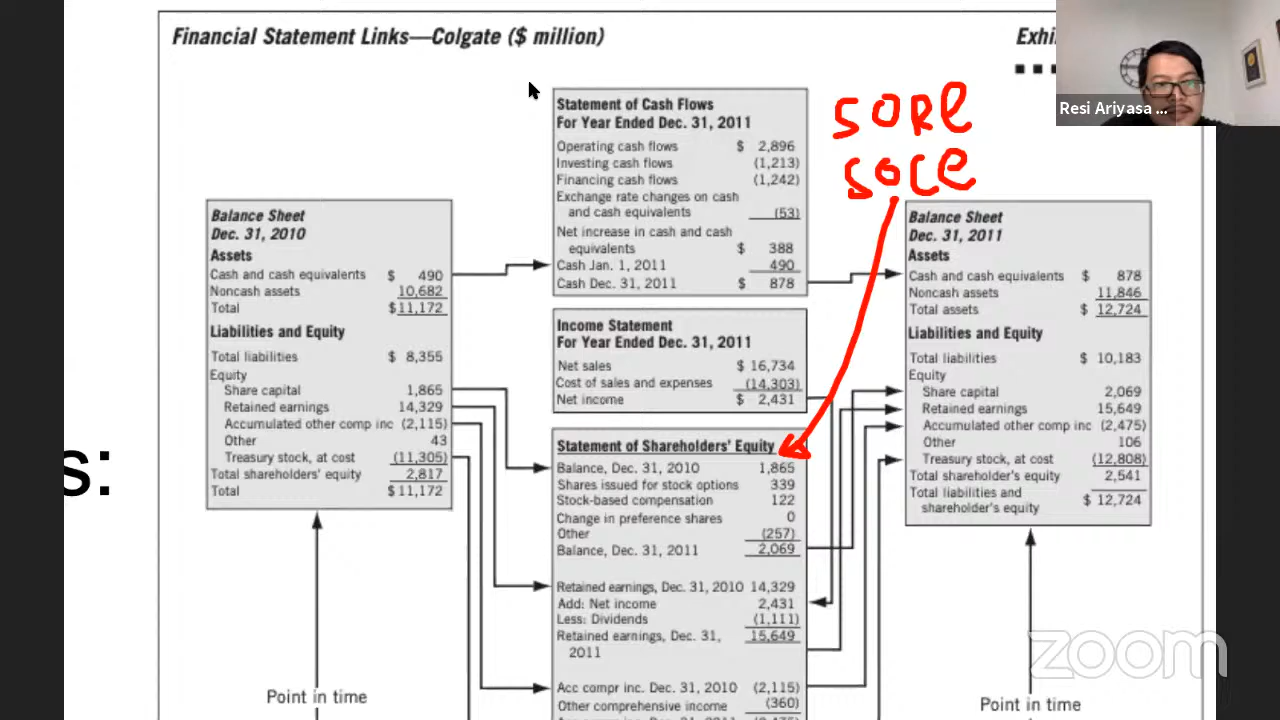 Financial Statement Links—Colgate ($ million)
Resi Ariyasa ...
SORE
SOCE
Statement of Cash Flows
For Year Ended Dec. 31, 2011
Operating cash flows $ 2,896
Investing cash flows (1,213)
Financing cash flows (1,242)
Exchange rate changes on cash
and cash equivalents (53)
Net increase in cash and cash
equivalents $ 388
Cash Jan. 1, 2011 490
Cash Dec. 31, 2011 $ 878
Balance Sheet
Dec. 31, 2010
Assets
Cash and cash equivalents $ 490
Noncash assets 10,682
Total $11,172
Liabilities and Equity
Total liabilities $ 8,355
Equity
Share capital 1,865
Retained earnings 14,329
Accumulated other comp inc (2,115)
Other 43
Treasury stock, at cost (11,305)
Total shareholders' equity 2,817
Total $11,172
Point in time
Income Statement
For Year Ended Dec. 31, 2011
Net sales $ 16,734
Cost of sales and expenses (14,303)
Net income $ 2,431
Statement of Shareholders' Equity
Balance, Dec. 31, 2010 1,865
Shares issued for stock options 339
Stock-based compensation 122
Change in preference shares 0
Other (257)
Balance, Dec. 31, 2011 2,069
Retained earnings, Dec. 31, 2010 14,329
Add: Net income 2,431
Less: Dividends (1,111)
Retained earnings, Dec. 31, 15,649
2011
Acc compr inc. Dec. 31, 2010 (2,115)
Other comprehensive income (360)
Balance Sheet
Dec. 31, 2011
Assets
Cash and cash equivalents $ 878
Noncash assets 11,846
Total assets $ 12,724
Liabilities and Equity
Total liabilities $ 10,183
Equity
Share capital 2,069
Retained earnings 15,649
Accumulated other comp inc (2,475)
Other 106
Treasury stock, at cost (12,808)
Total shareholder's equity 2,541
Total liabilities and
shareholder's equity $ 12,724
Point in time
s:
zoom